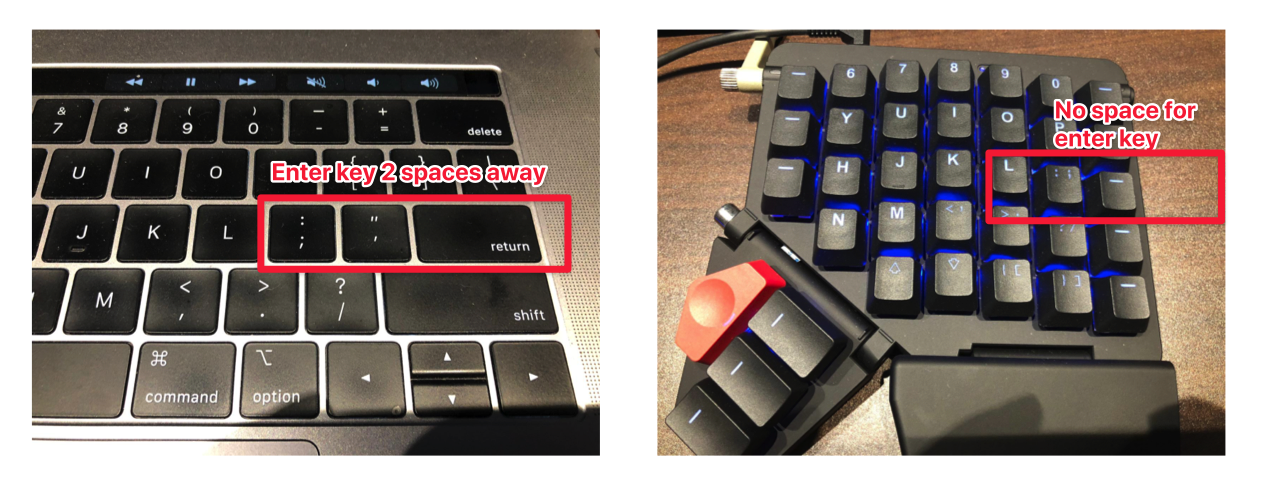 &
7
*
8
(
9
)
0
_
-
+
=
delete
U
I
O
{
[
}
]
\
Enter key 2 spaces away
J
K
L
:
;
"
'
return
M
<
,
>
.
?
/
shift
⌘
command
⌥
option
6
7
8
9
0
Y
U
I
O
P
No space for
enter key
H
J
K
L
: ;
N
M
< ,
> .